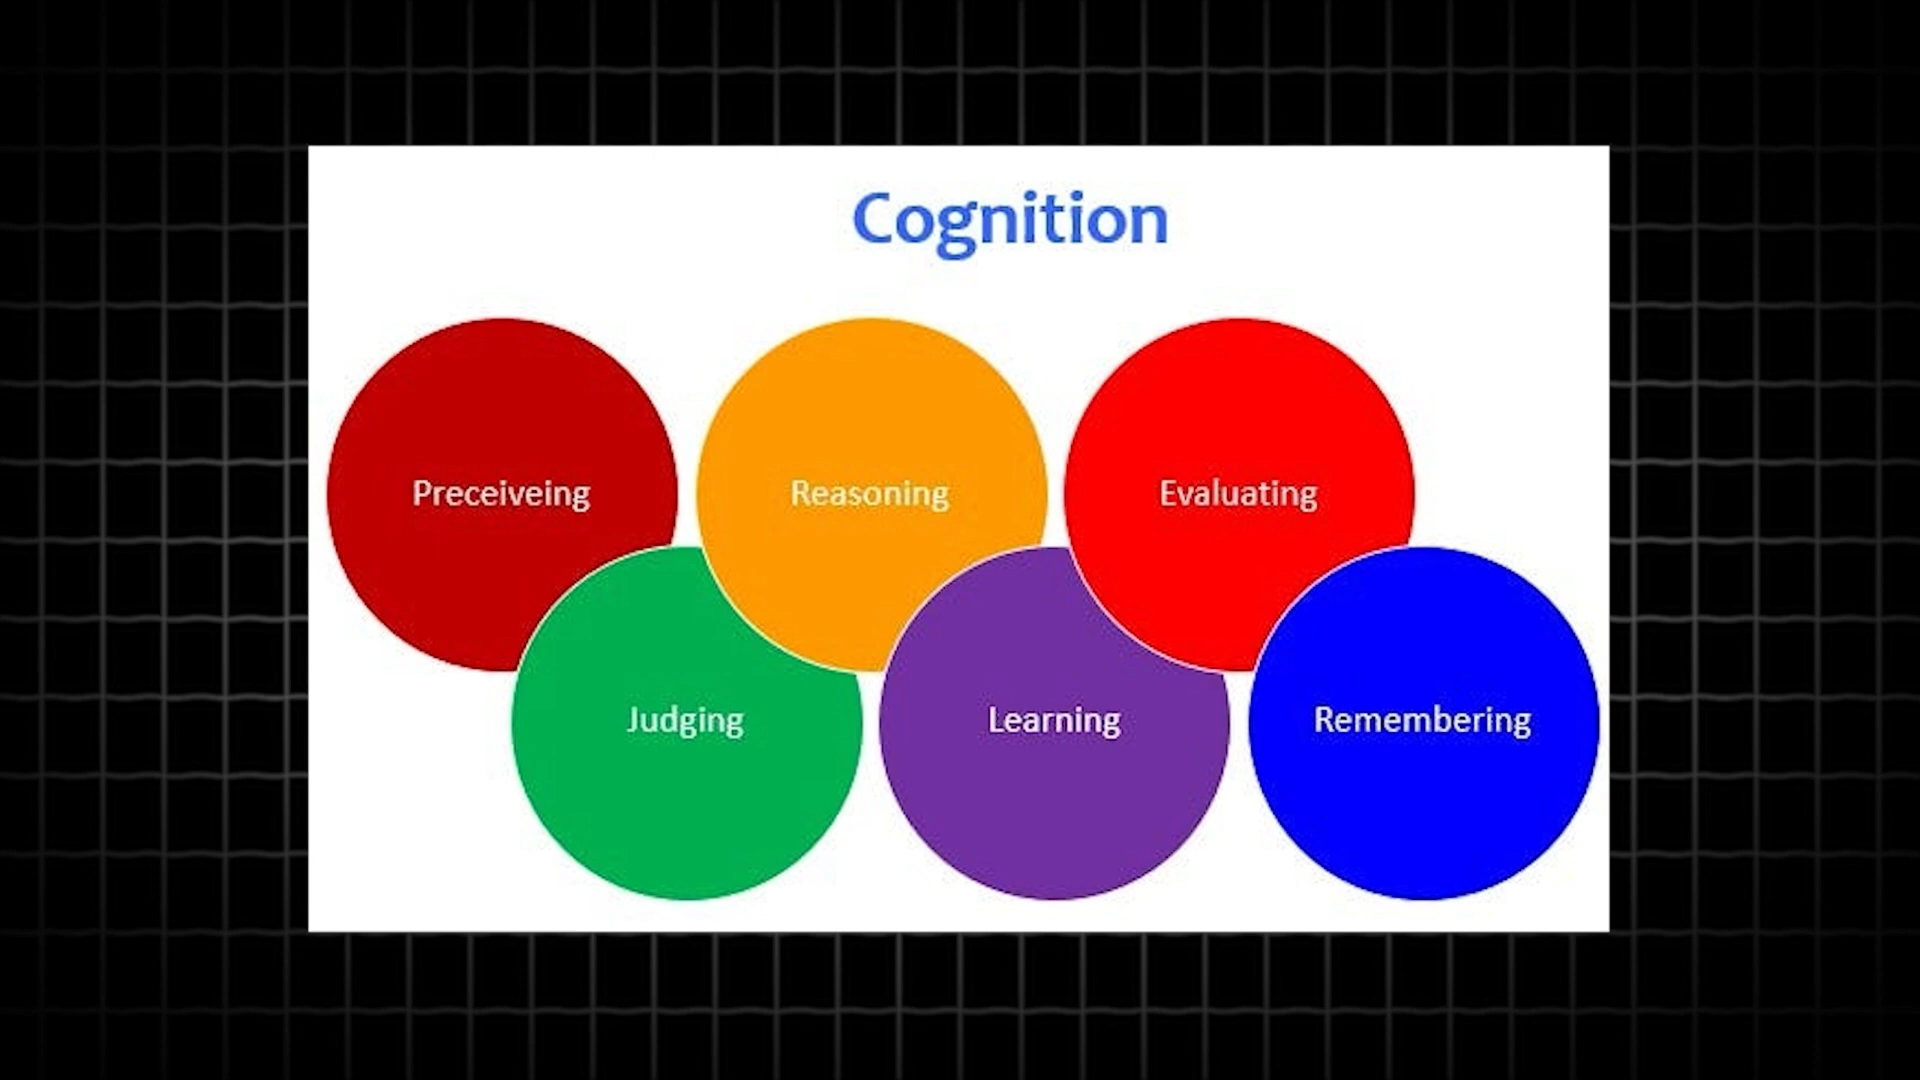 Cognition
Preceiveing
Reasoning
Evaluating
Judging
Learning
Remembering